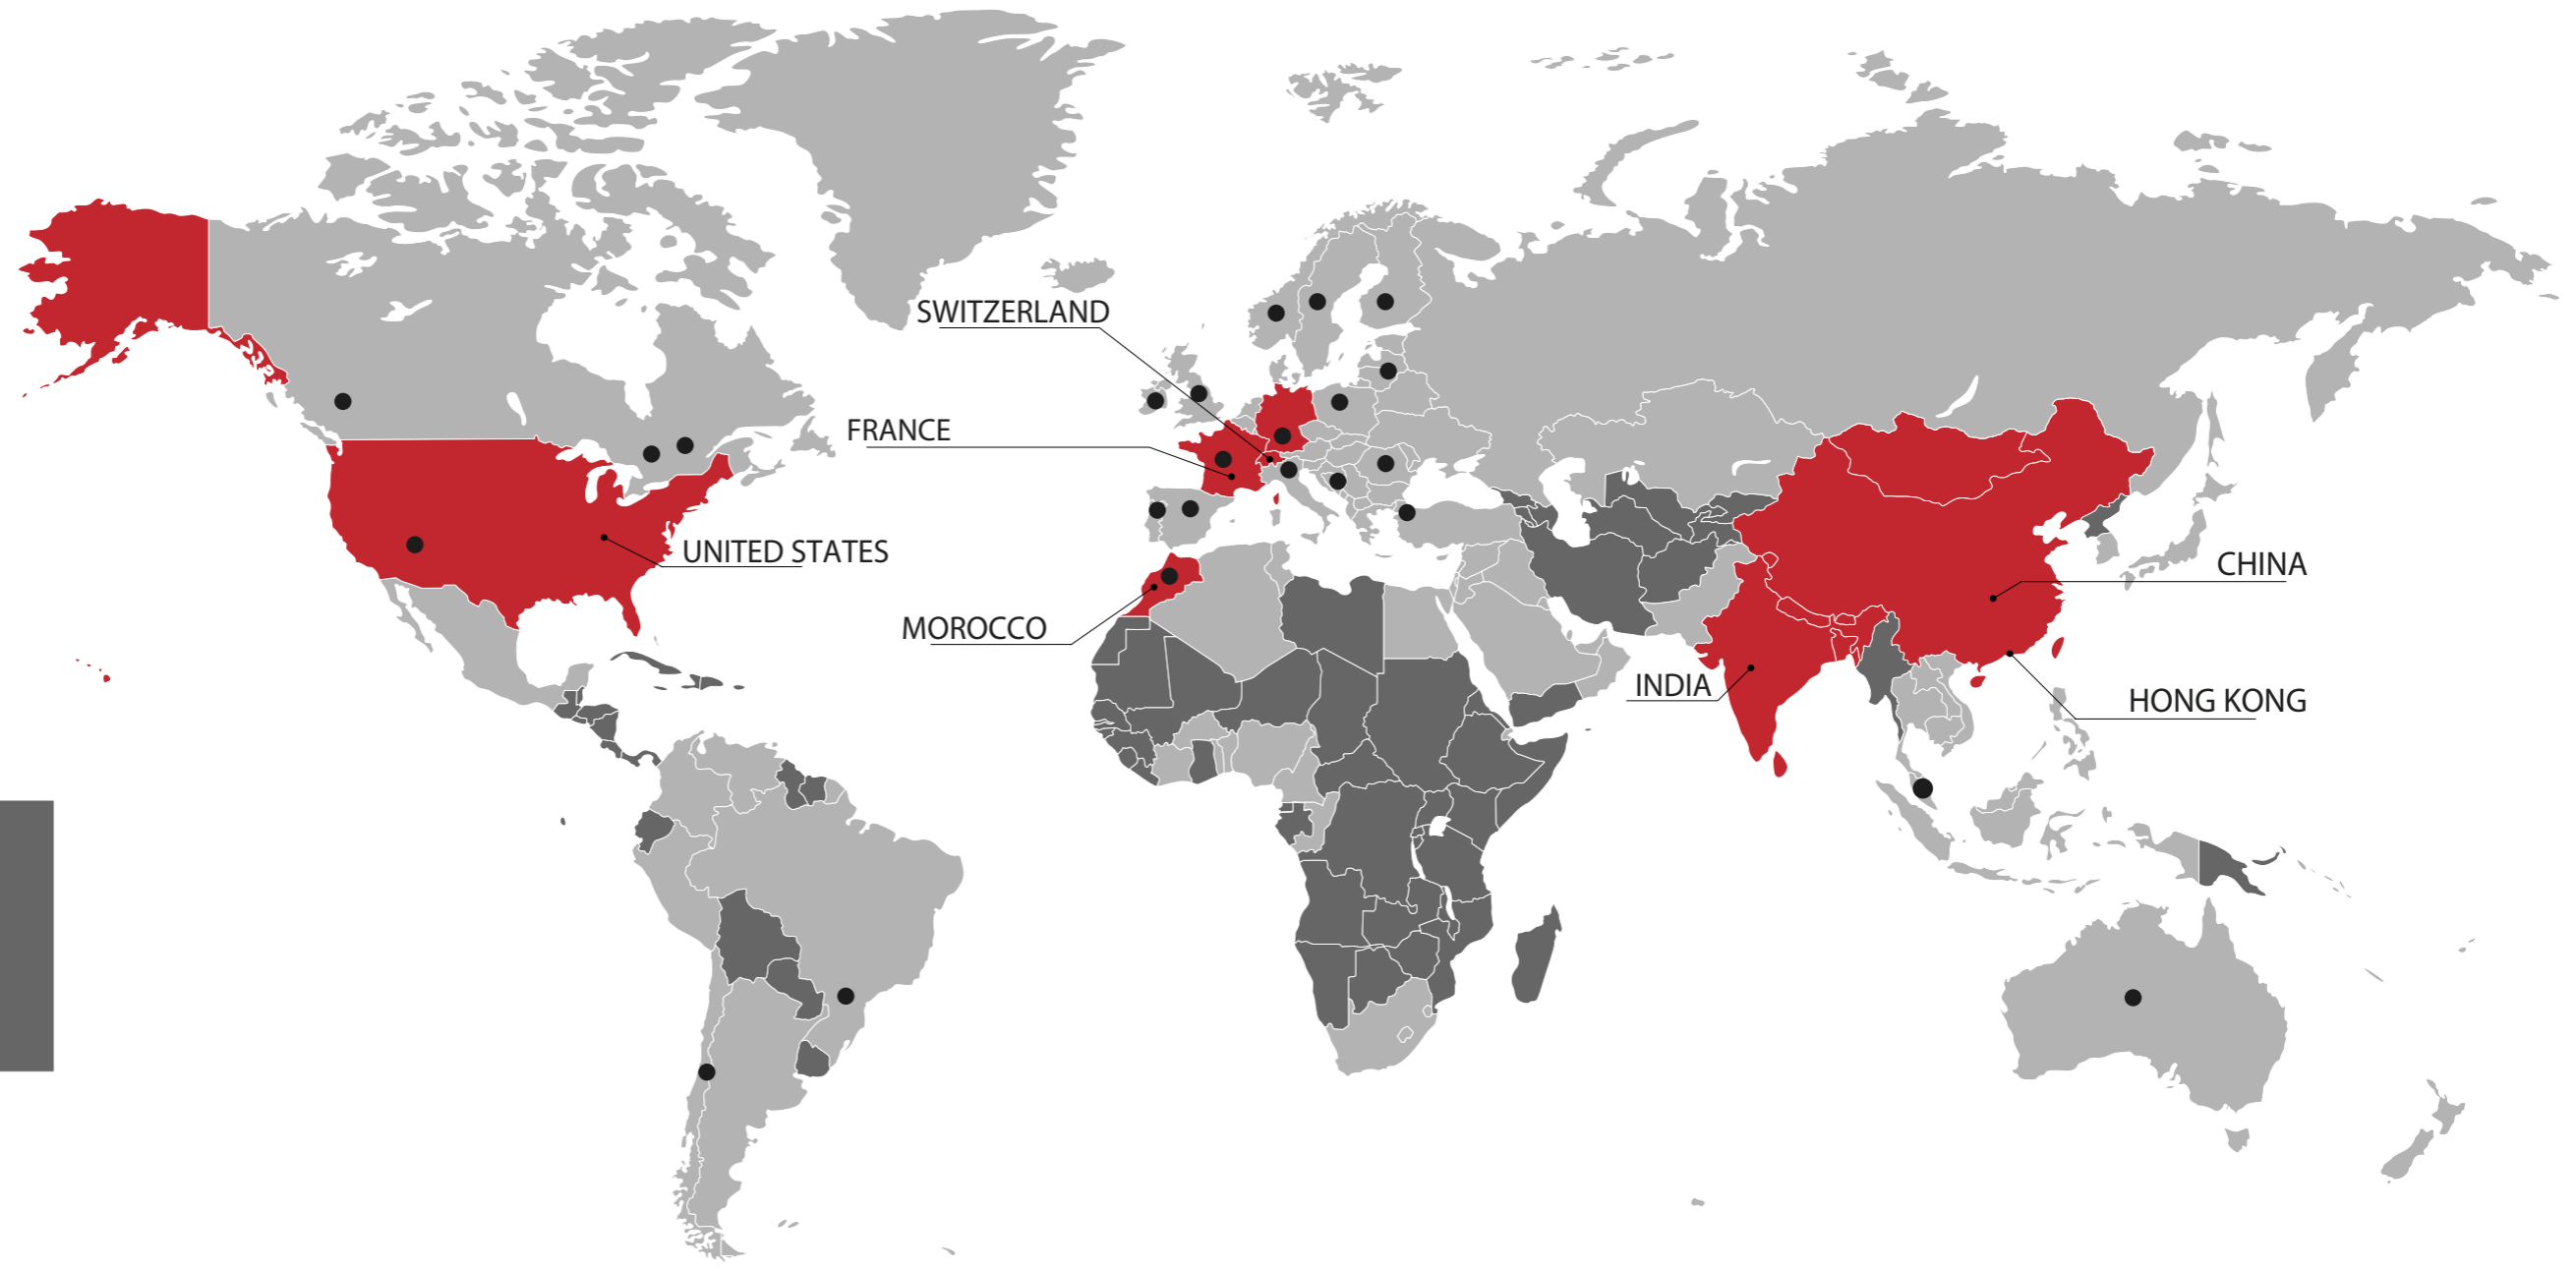 SWITZERLAND
FRANCE
UNITED STATES
CHINA
MOROCCO
INDIA
HONG KONG